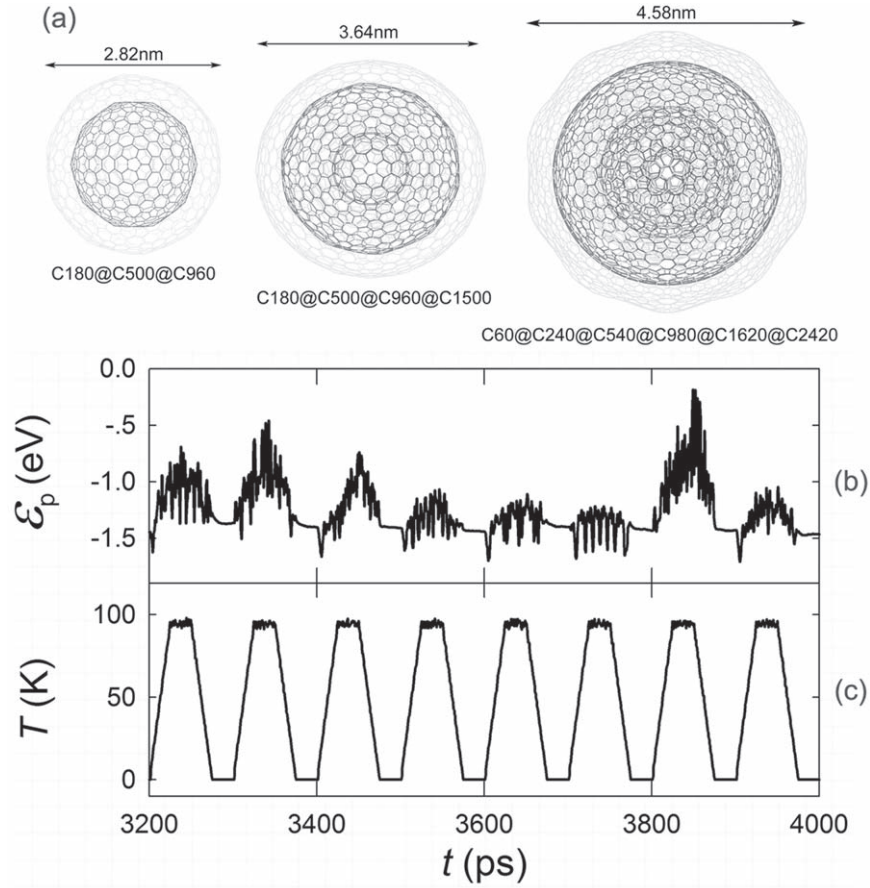 (a)
2.82nm
3.64nm
4.58nm
C180@C500@C960
C180@C500@C960@C1500
C60@C240@C540@C980@C1620@C2420
0.0
-.5
-1.0
-1.5
ℰp (eV)
(b)
100
50
0
T (K)
(c)
3200 3400 3600 3800 4000
t (ps)